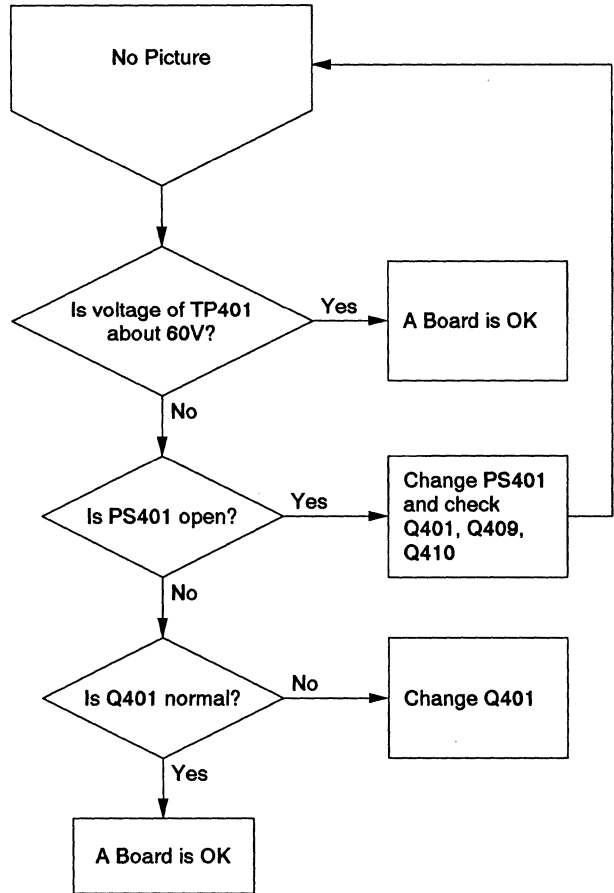 No Picture
Is voltage of TP401
about 60V?
Yes
A Board is OK
No
Is PS401 open?
Yes
Change PS401
and check
Q401, Q409,
Q410
No
Is Q401 normal?
No
Change Q401
Yes
A Board is OK